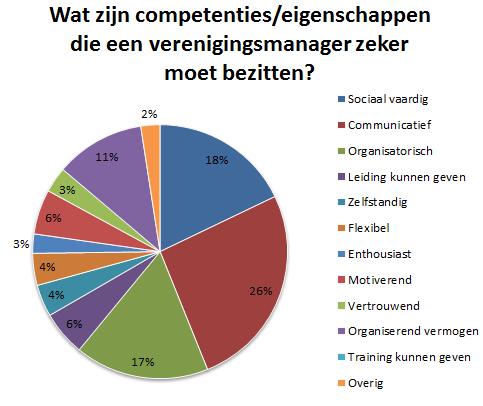 Wat zijn competenties/eigenschappen
die een verenigingsmanager zeker
moet bezitten?
2%
18%
11%
3%
6%
3%
4%
4%
6%
17%
26%
Sociaal vaardig
Communicatief
Organisatorisch
Leiding kunnen geven
Zelfstandig
Flexibel
Enthousiast
Motiverend
Vertrouwend
Organiserend vermogen
Training kunnen geven
Overig